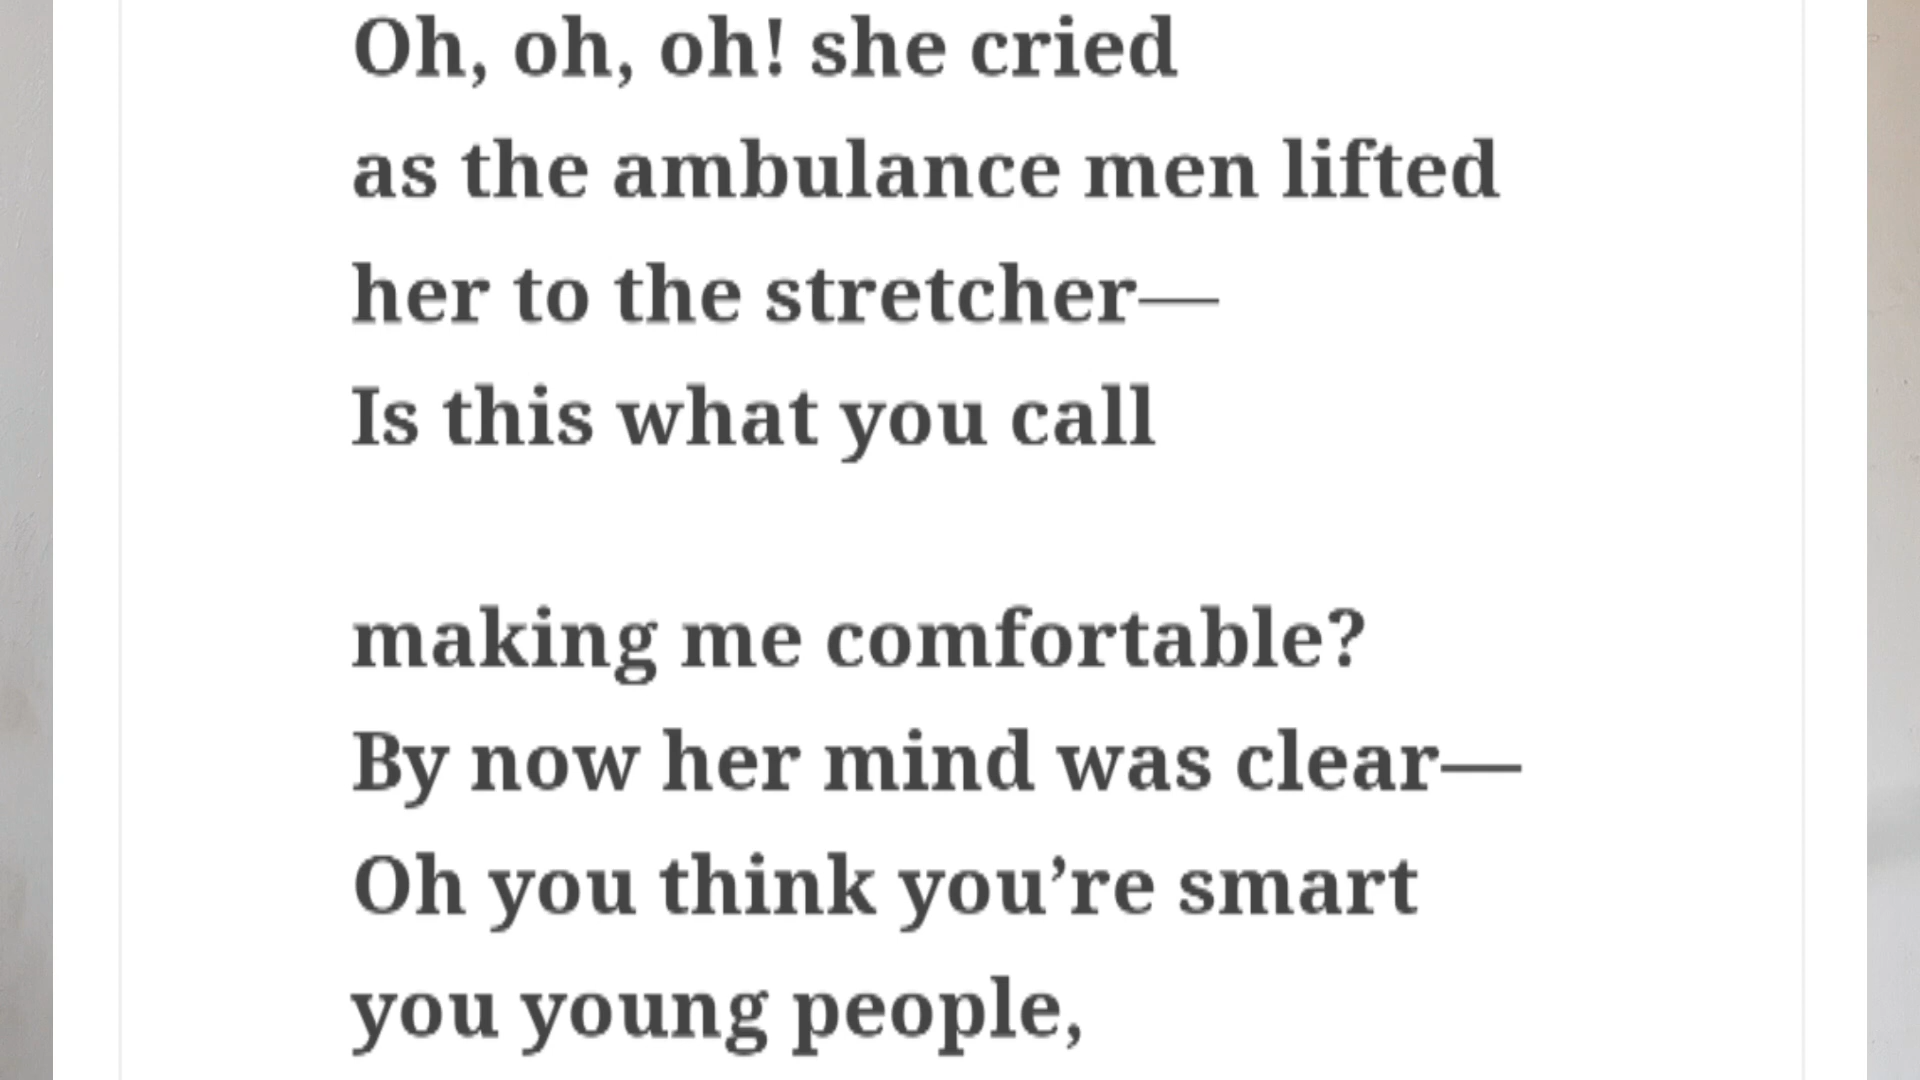 Oh, oh, oh! she cried
as the ambulance men lifted
her to the stretcher—
Is this what you call
making me comfortable?
By now her mind was clear—
Oh you think you’re smart
you young people,